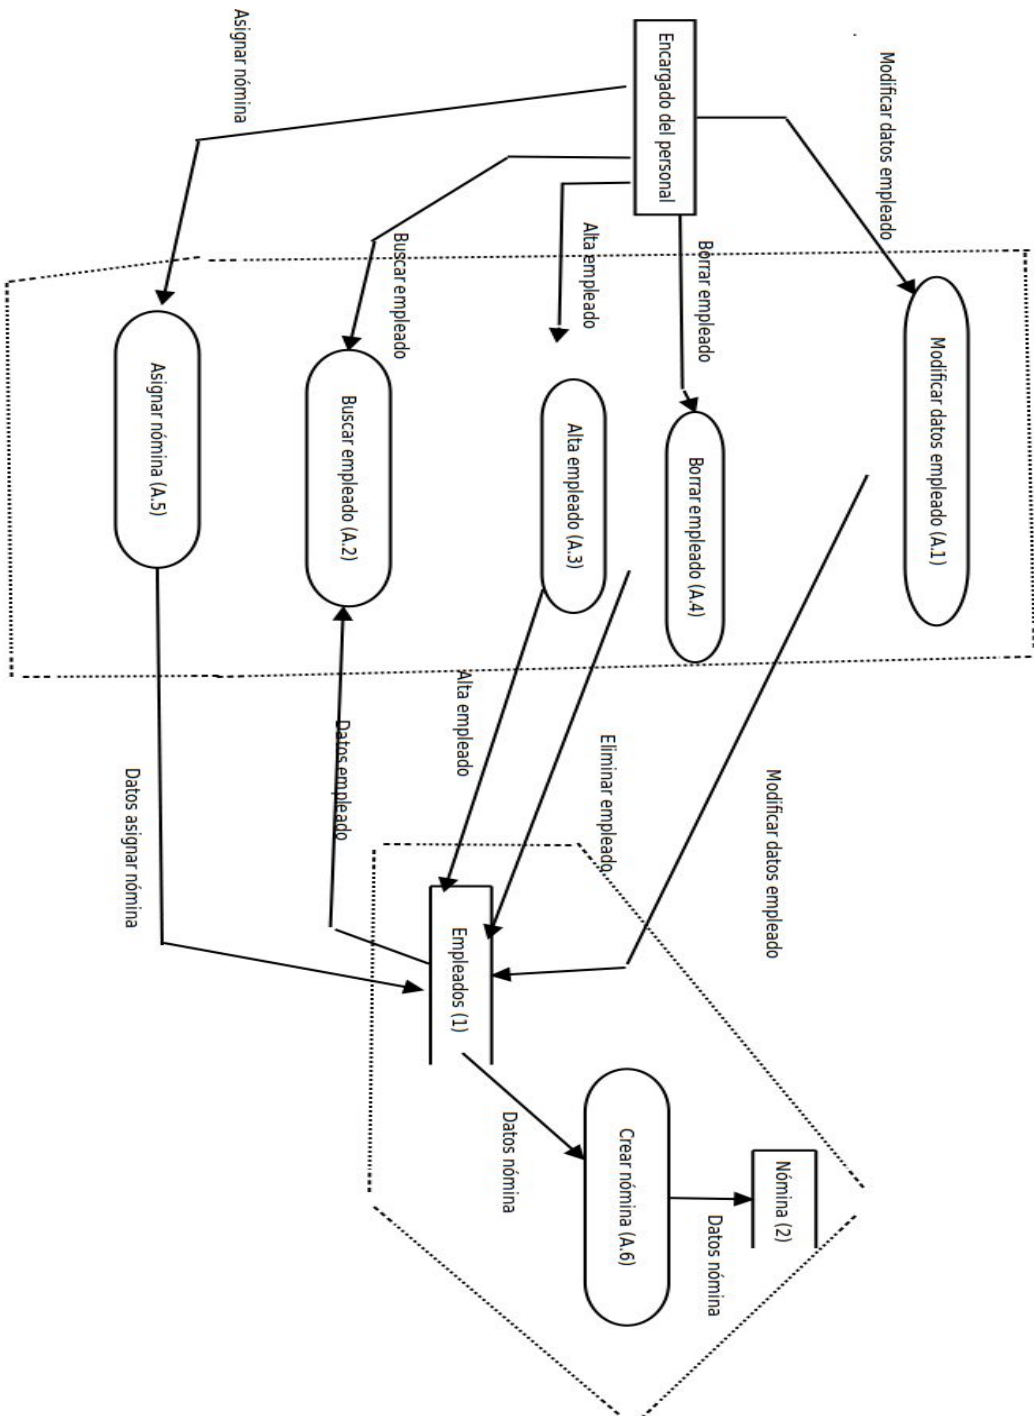 Modificar datos empleado
Modificar datos empleado (A.1)
Modificar datos empleado
Encargado del personal
Borrar empleado
Borrar empleado (A.4)
Eliminar empleado
Nómina (2)
Datos nómina
Alta empleado
Alta empleado (A.3)
Alta empleado
Crear nómina (A.6)
Datos nómina
Empleados (1)
Buscar empleado
Buscar empleado (A.2)
Datos empleado
Asignar nómina
Asignar nómina (A.5)
Datos asignar nómina